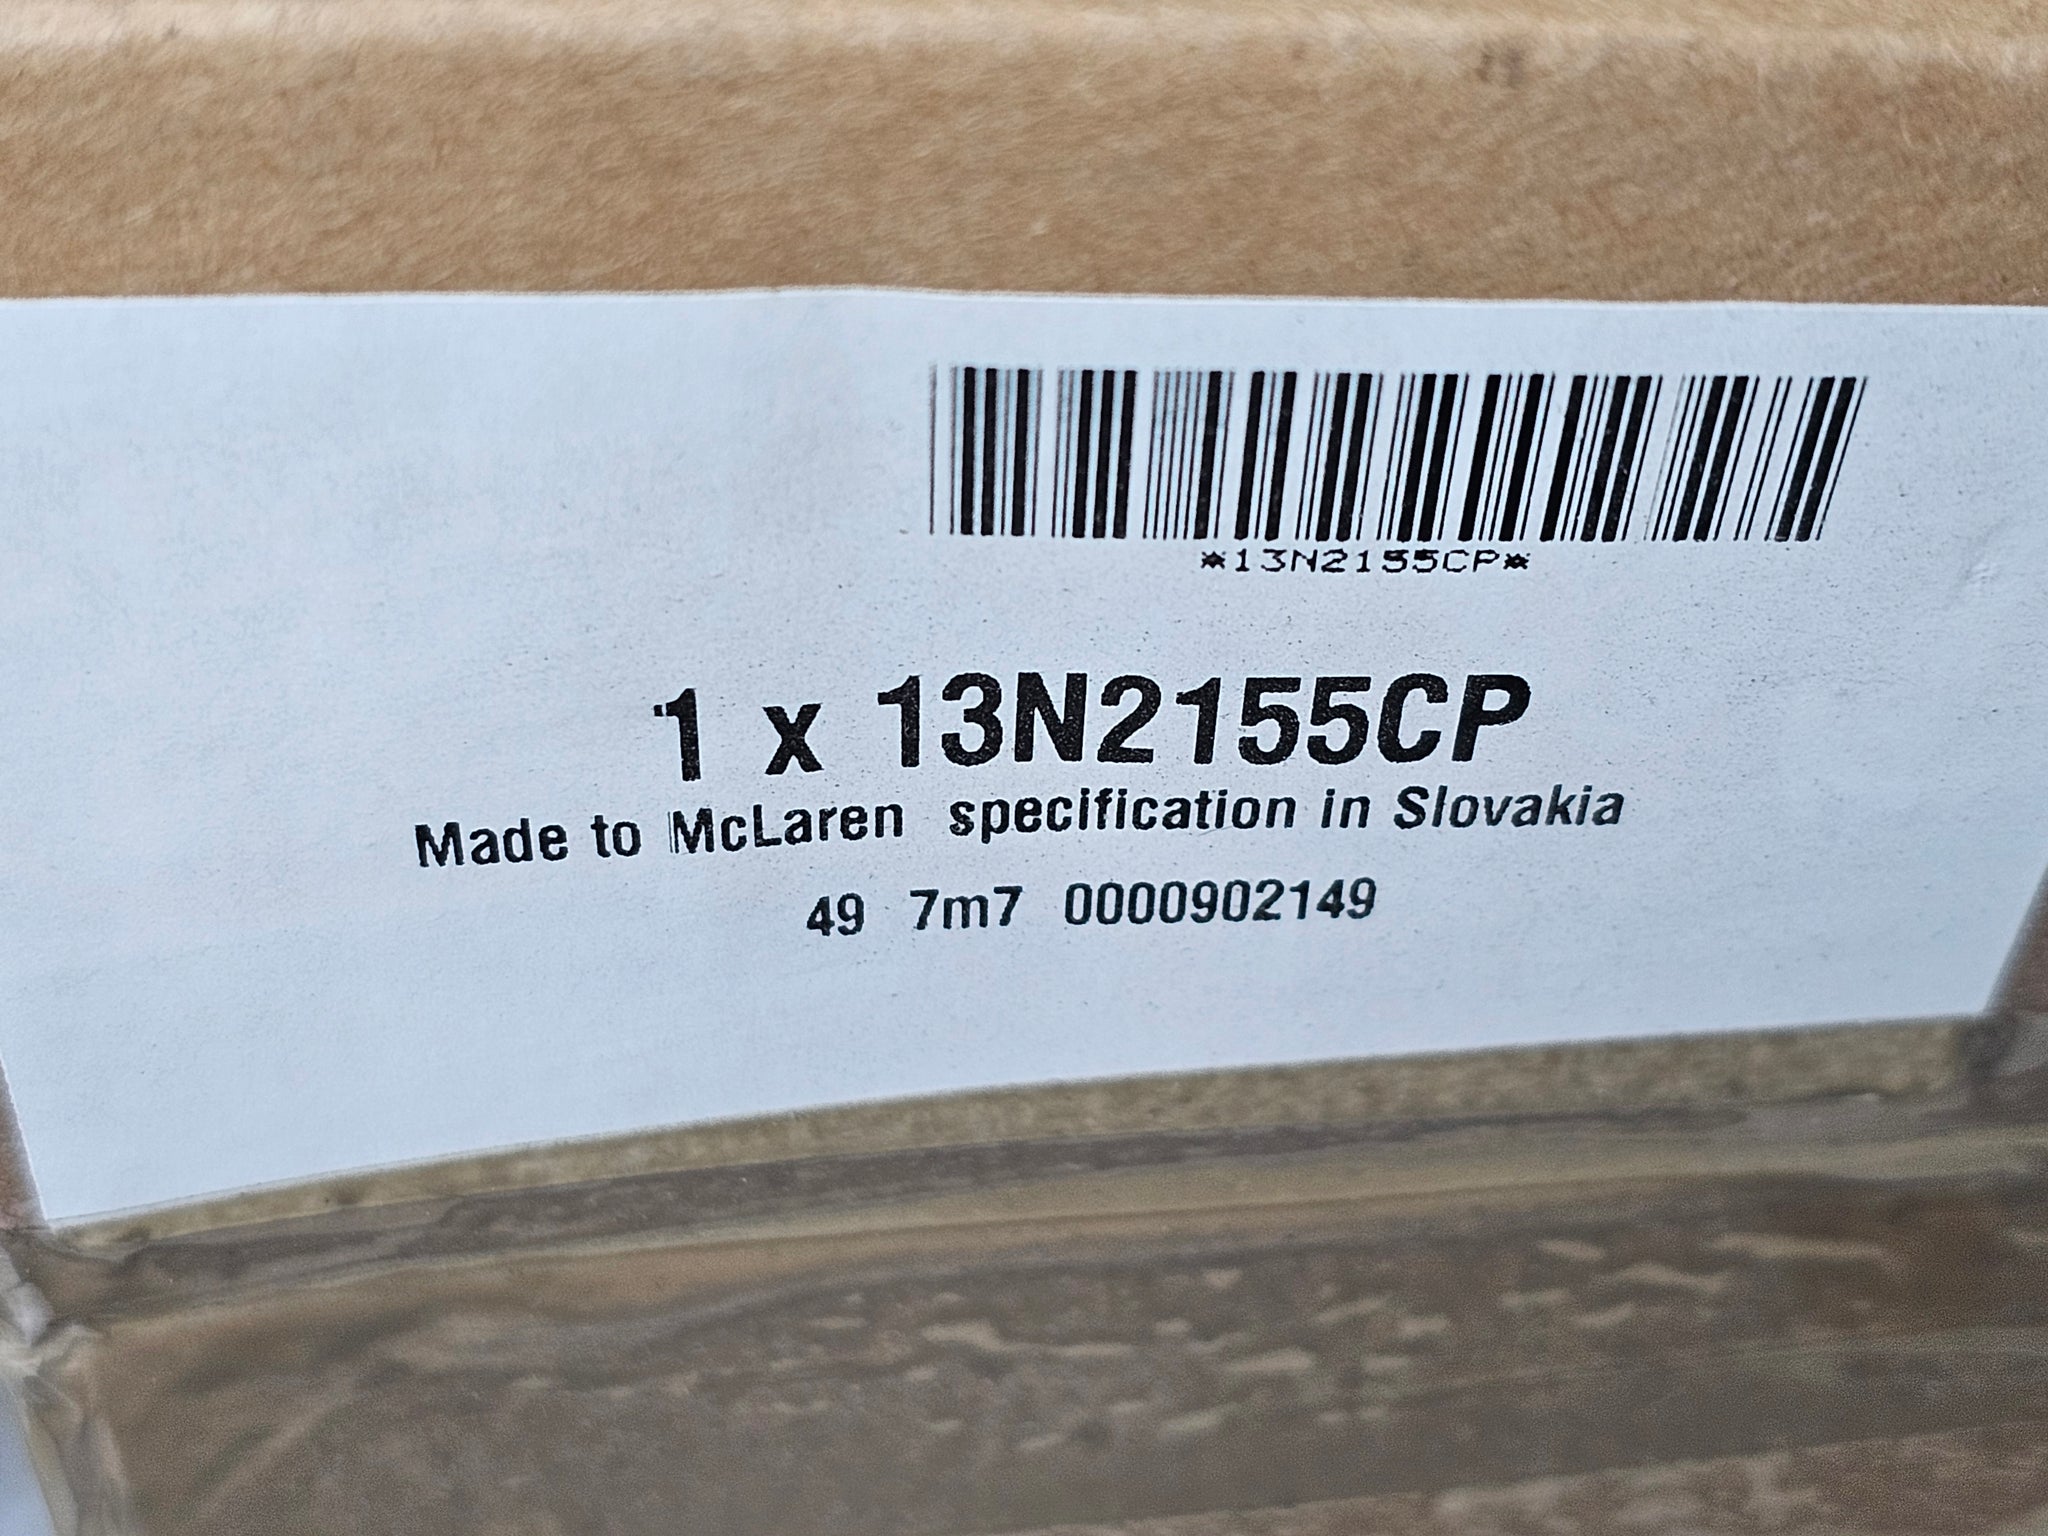 *13N2155CP*
1 x 13N2155CP
Made to McLaren specification in Slovakia
49 7m7 0000902149